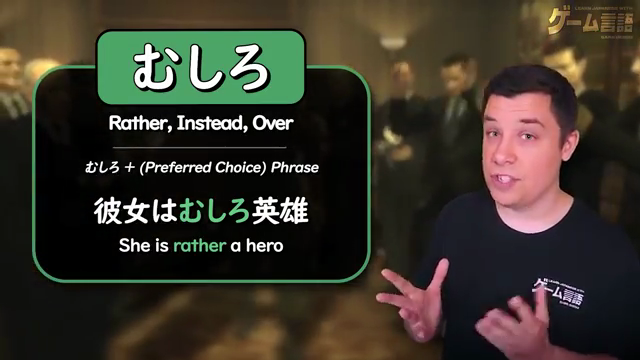 ゲーム言語
むしろ
Rather, Instead, Over
むしろ + (Preferred Choice) Phrase
彼女はむしろ英雄
She is rather a hero
ゲーム言語